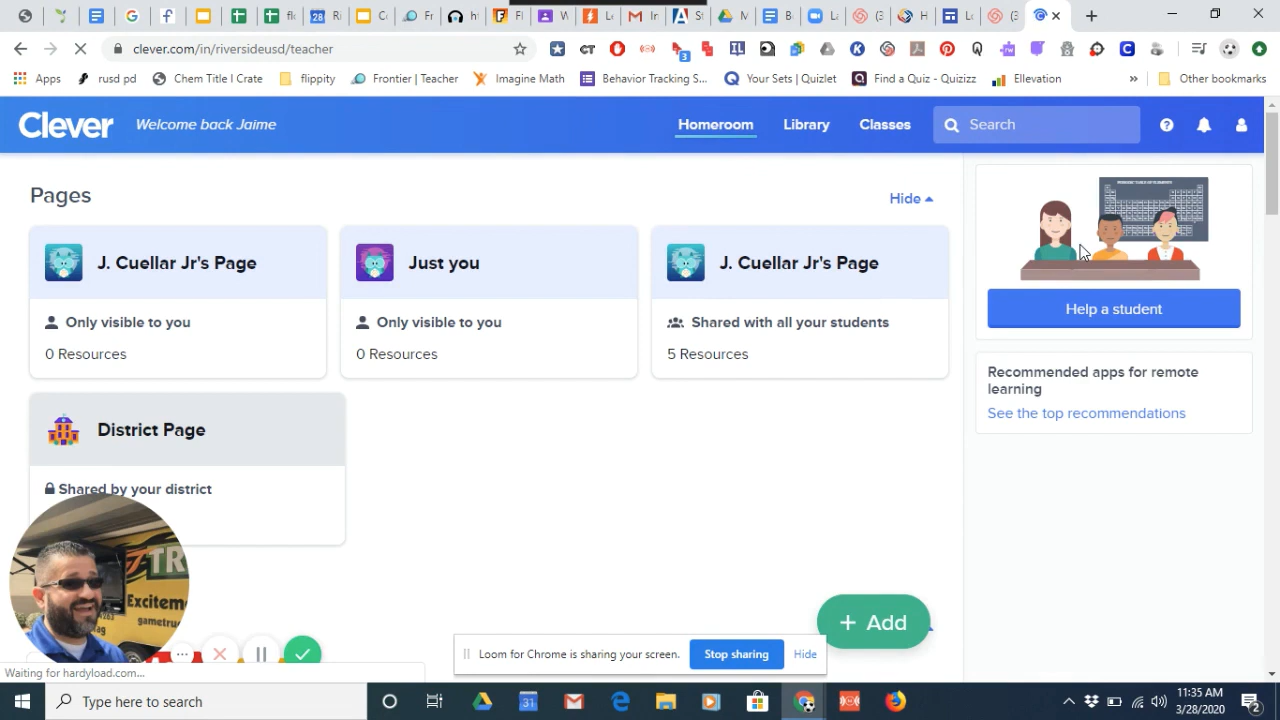 clever.com/in/riversideusd/teacher
Apps
rusd pd
Chem Title I Crate
flippity
Frontier | Teacher
Imagine Math
Behavior Tracking S...
Your Sets | Quizlet
Find a Quiz - Quizizz
Ellevation
Other bookmarks
Clever
Welcome back Jaime
Homeroom
Library
Classes
Search
Pages
Hide
J. Cuellar Jr's Page
Only visible to you
0 Resources
Just you
Only visible to you
0 Resources
J. Cuellar Jr's Page
Shared with all your students
5 Resources
District Page
Shared by your district
Help a student
Recommended apps for remote
learning
See the top recommendations
+ Add
Excitem
Loom for Chrome is sharing your screen.
Stop sharing
Hide
Waiting for hardyload.com...
Type here to search
11:35 AM
3/28/2020